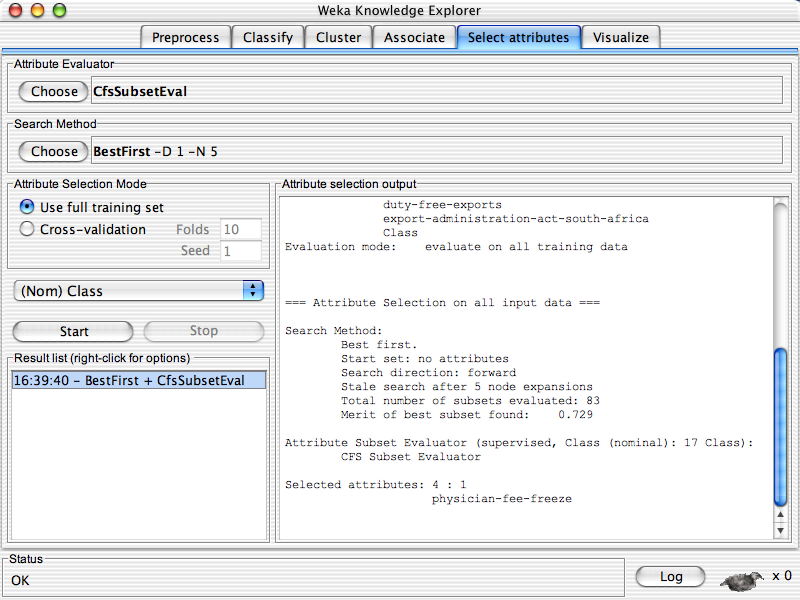 Weka Knowledge Explorer
Preprocess Classify Cluster Associate Select attributes Visualize
Attribute Evaluator
Choose CfsSubsetEval
Search Method
Choose BestFirst -D 1 -N 5
Attribute Selection Mode
Use full training set
Cross-validation Folds 10
Seed 1
(Nom) Class
Start Stop
Result list (right-click for options)
16:39:40 - BestFirst + CfsSubsetEval
Attribute selection output
duty-free-exports
export-administration-act-south-africa
Class
Evaluation mode: evaluate on all training data
=== Attribute Selection on all input data ===
Search Method:
Best first.
Start set: no attributes
Search direction: forward
Stale search after 5 node expansions
Total number of subsets evaluated: 83
Merit of best subset found: 0.729
Attribute Subset Evaluator (supervised, Class (nominal): 17 Class):
CFS Subset Evaluator
Selected attributes: 4 : 1
physician-fee-freeze
Status
OK
Log x 0